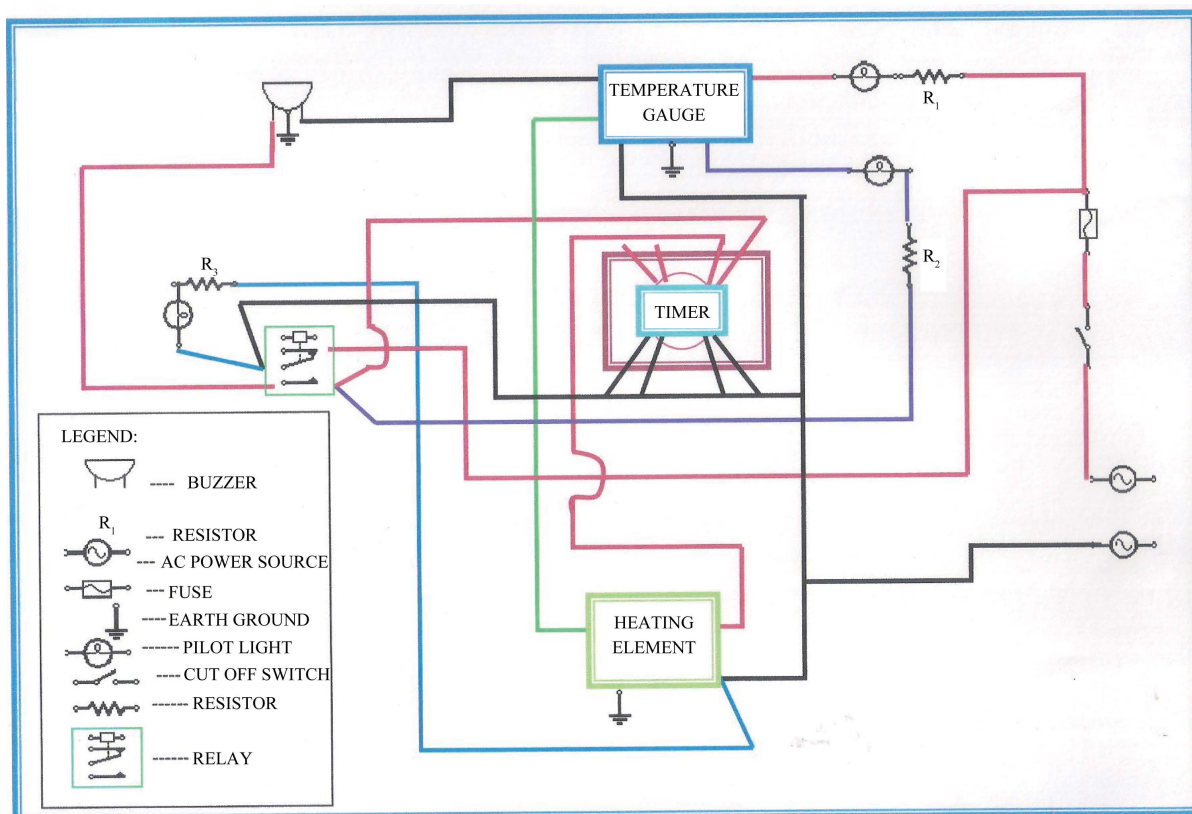 TEMPERATURE
GAUGE
R1
R2
R3
TIMER
HEATING
ELEMENT
LEGEND:
---- BUZZER
R1
--- RESISTOR
--- AC POWER SOURCE
--- FUSE
---- EARTH GROUND
------ PILOT LIGHT
---- CUT OFF SWITCH
------ RESISTOR
----- RELAY